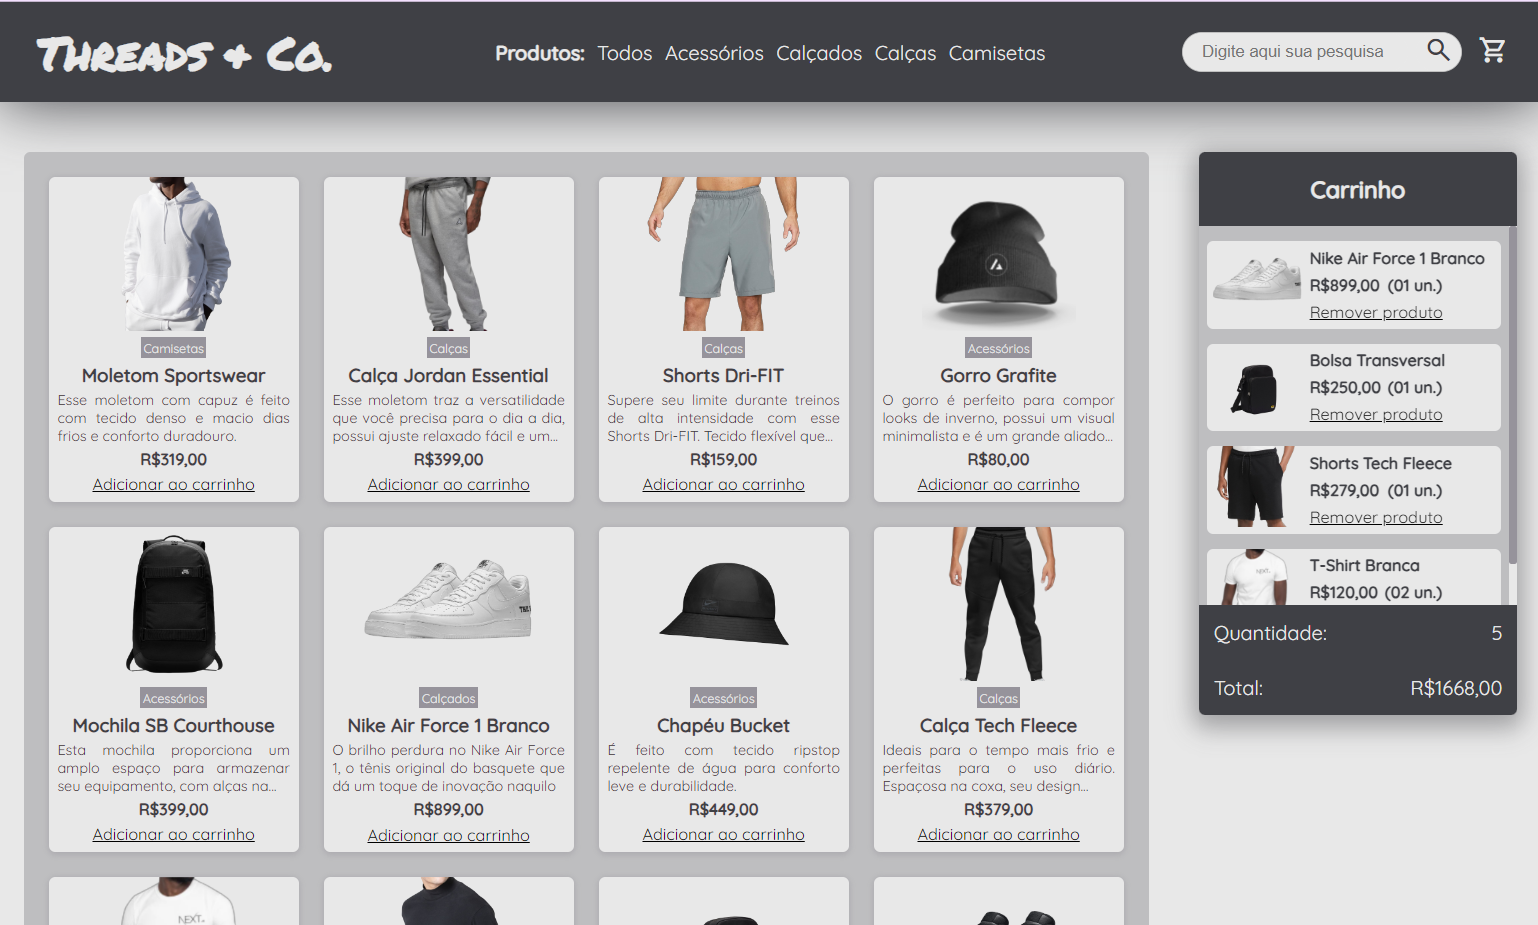 Threads & Co.
Produtos: Todos Acessórios Calçados Calças Camisetas
Digite aqui sua pesquisa
Camisetas
Moletom Sportswear
Esse moletom com capuz é feito
com tecido denso e macio dias
frios e conforto duradouro.
R$319,00
Adicionar ao carrinho
Calças
Calça Jordan Essential
Esse moletom traz a versatilidade
que você precisa para o dia a dia,
possui ajuste relaxado fácil e um...
R$399,00
Adicionar ao carrinho
Calças
Shorts Dri-FIT
Supere seu limite durante treinos
de alta intensidade com esse
Shorts Dri-FIT. Tecido flexível que...
R$159,00
Adicionar ao carrinho
Acessórios
Gorro Grafite
O gorro é perfeito para compor
looks de inverno, possui um visual
minimalista e é um grande aliado...
R$80,00
Adicionar ao carrinho
Acessórios
Mochila SB Courthouse
Esta mochila proporciona um
amplo espaço para armazenar
seu equipamento, com alças na...
R$399,00
Adicionar ao carrinho
Calçados
Nike Air Force 1 Branco
O brilho perdura no Nike Air Force
1, o tênis original do basquete que
dá um toque de inovação naquilo
R$899,00
Adicionar ao carrinho
Acessórios
Chapéu Bucket
É feito com tecido ripstop
repelente de água para conforto
leve e durabilidade.
R$449,00
Adicionar ao carrinho
Calças
Calça Tech Fleece
Ideais para o tempo mais frio e
perfeitas para o uso diário.
Espaçosa na coxa, seu design...
R$379,00
Adicionar ao carrinho
NEXT.
Carrinho
Nike Air Force 1 Branco
R$899,00 (01 un.)
Remover produto
Bolsa Transversal
R$250,00 (01 un.)
Remover produto
Shorts Tech Fleece
R$279,00 (01 un.)
Remover produto
NEXT.
T-Shirt Branca
R$120,00 (02 un.)
Quantidade: 5
Total: R$1668,00